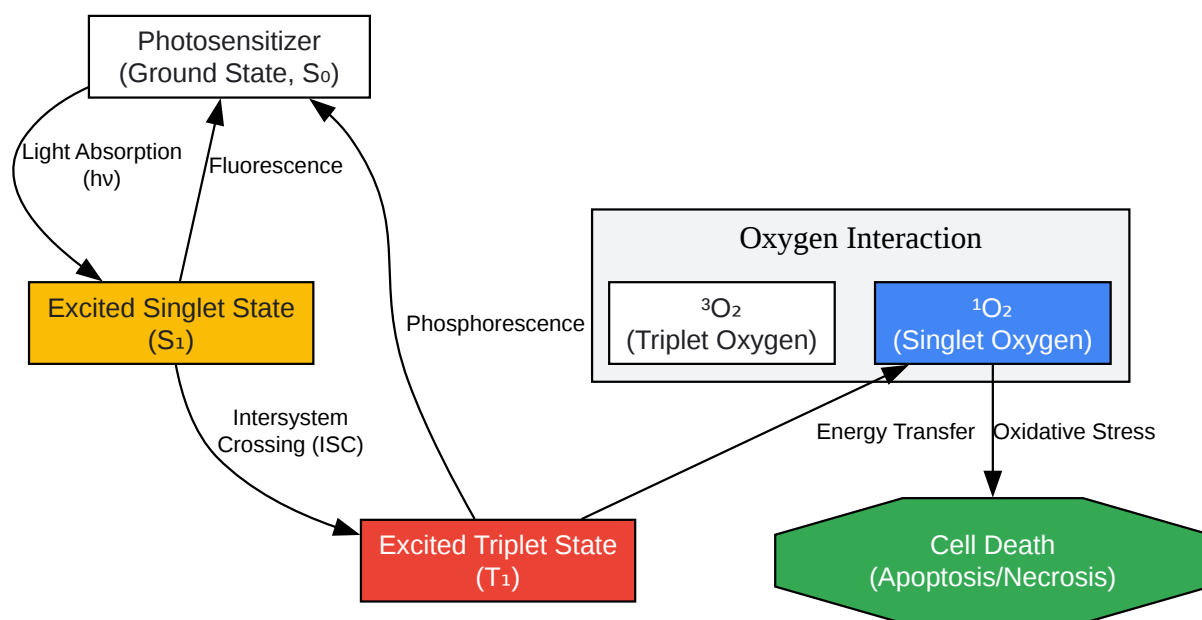 Photosensitizer
(Ground State, S₀)
Light Absorption
(hν)
Fluorescence
Oxygen Interaction
Excited Singlet State
(S₁)
Phosphorescence
³O₂
(Triplet Oxygen)
¹O₂
(Singlet Oxygen)
Intersystem
Crossing (ISC)
Energy Transfer
Oxidative Stress
Excited Triplet State
(T₁)
Cell Death
(Apoptosis/Necrosis)